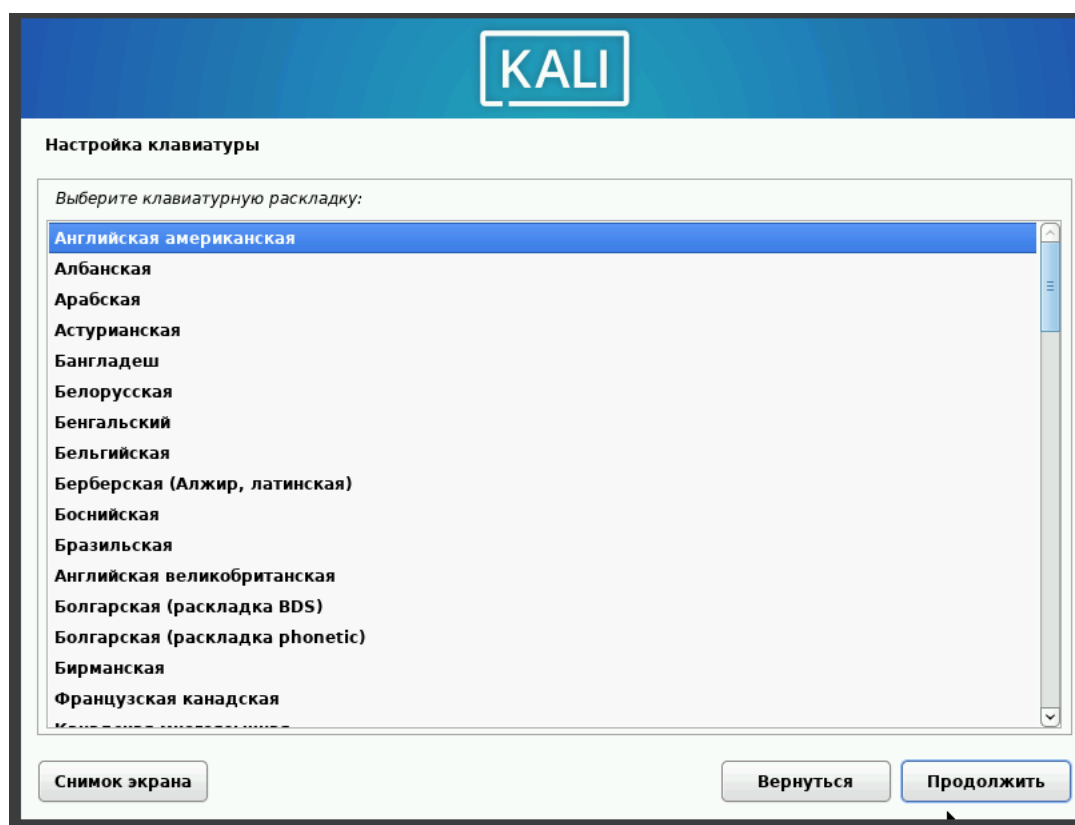 KALI
Настройка клавиатуры
Выберите клавиатурную раскладку:
Английская американская
Албанская
Арабская
Астурианская
Бангладеш
Белорусская
Бенгальский
Бельгийская
Берберская (Алжир, латинская)
Боснийская
Бразильская
Английская великобританская
Болгарская (раскладка BDS)
Болгарская (раскладка phonetic)
Бирманская
Французская канадская
Снимок экрана
Вернуться
Продолжить